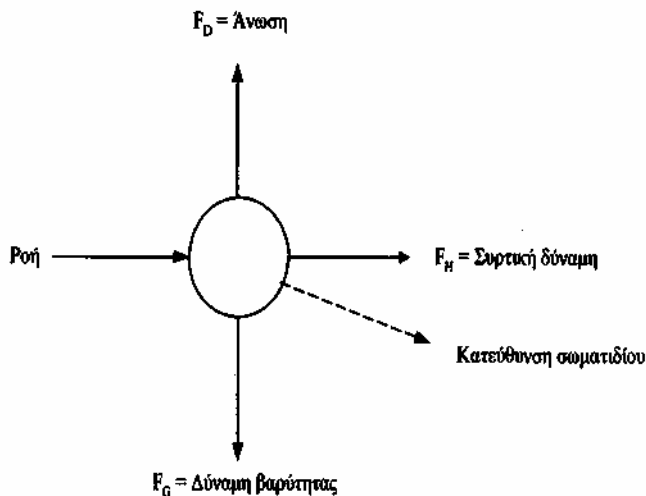 F_D = Άνωση
Ροή
F_H = Συρτική δύναμη
Κατεύθυνση σωματιδίου
F_G = Δύναμη βαρύτητας